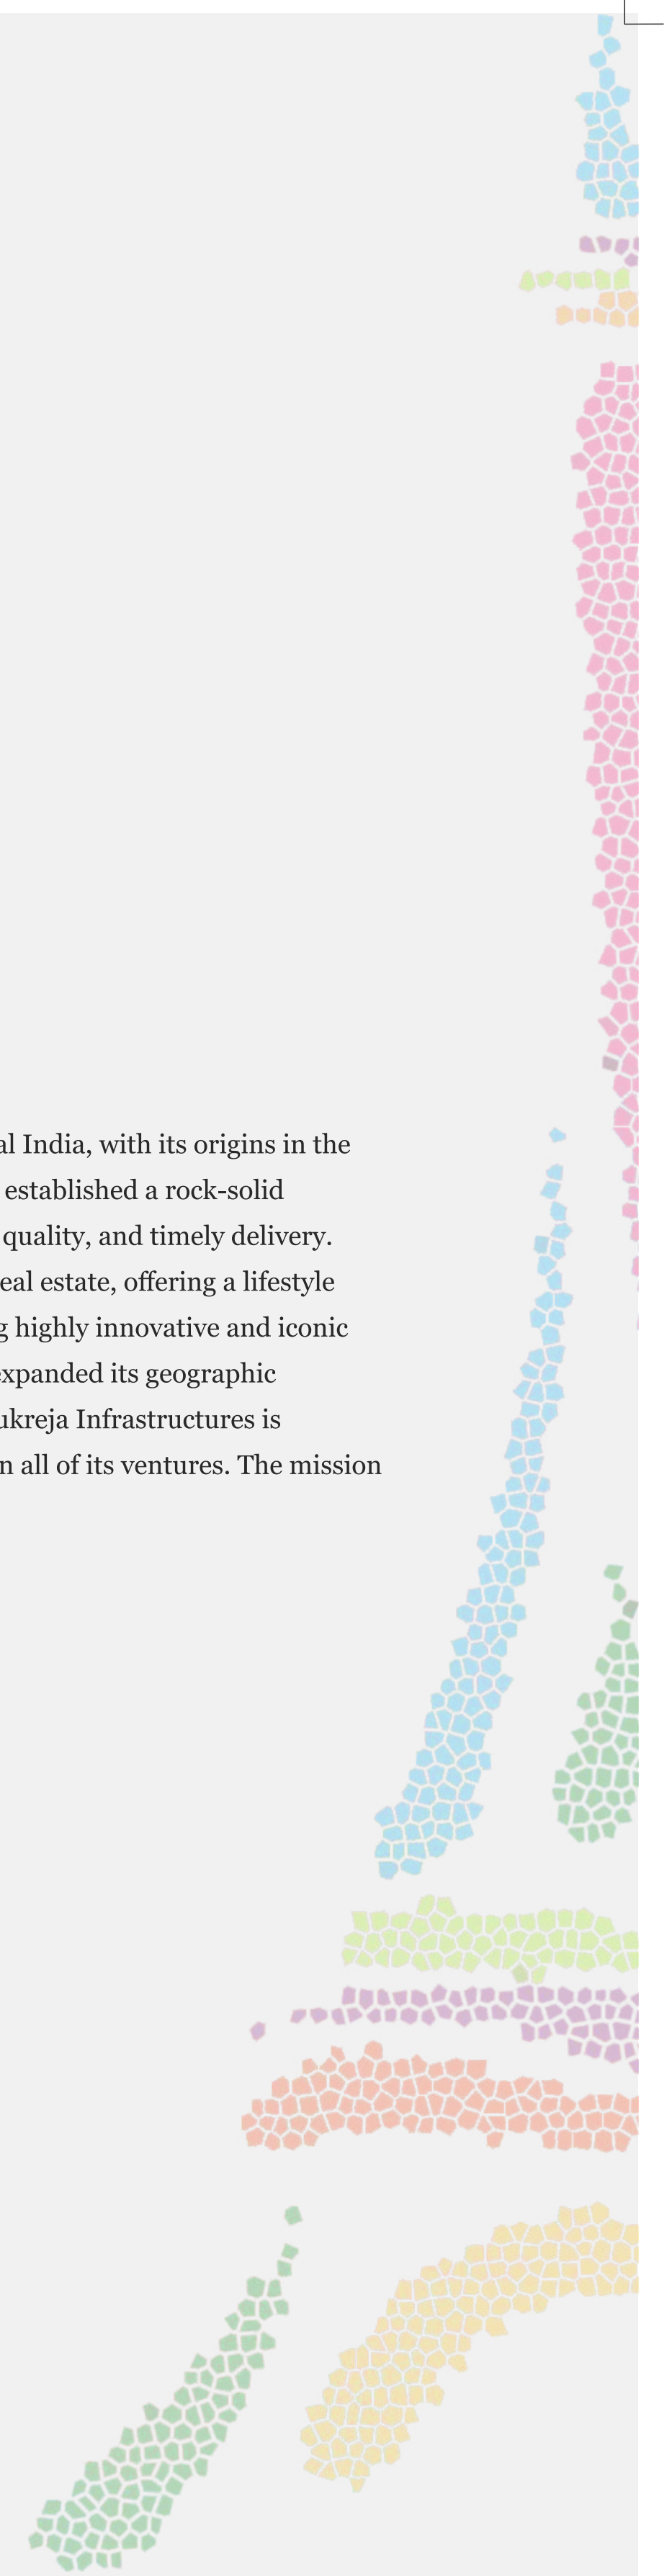 al India, with its origins in the
established a rock-solid
quality, and timely delivery.
eal estate, offering a lifestyle
g highly innovative and iconic
expanded its geographic
ukreja Infrastructures is
n all of its ventures. The mission